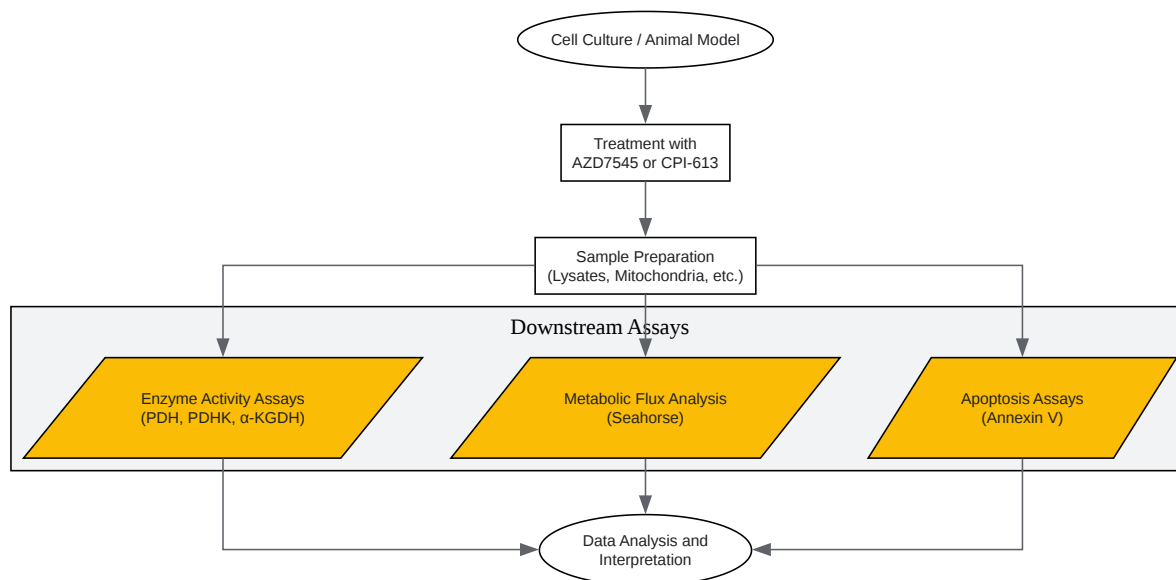 Cell Culture / Animal Model
Treatment with
AZD7545 or CPI-613
Sample Preparation
(Lysates, Mitochondria, etc.)
Downstream Assays
Enzyme Activity Assays
(PDH, PDHK, α-KGDH)
Metabolic Flux Analysis
(Seahorse)
Apoptosis Assays
(Annexin V)
Data Analysis and
Interpretation